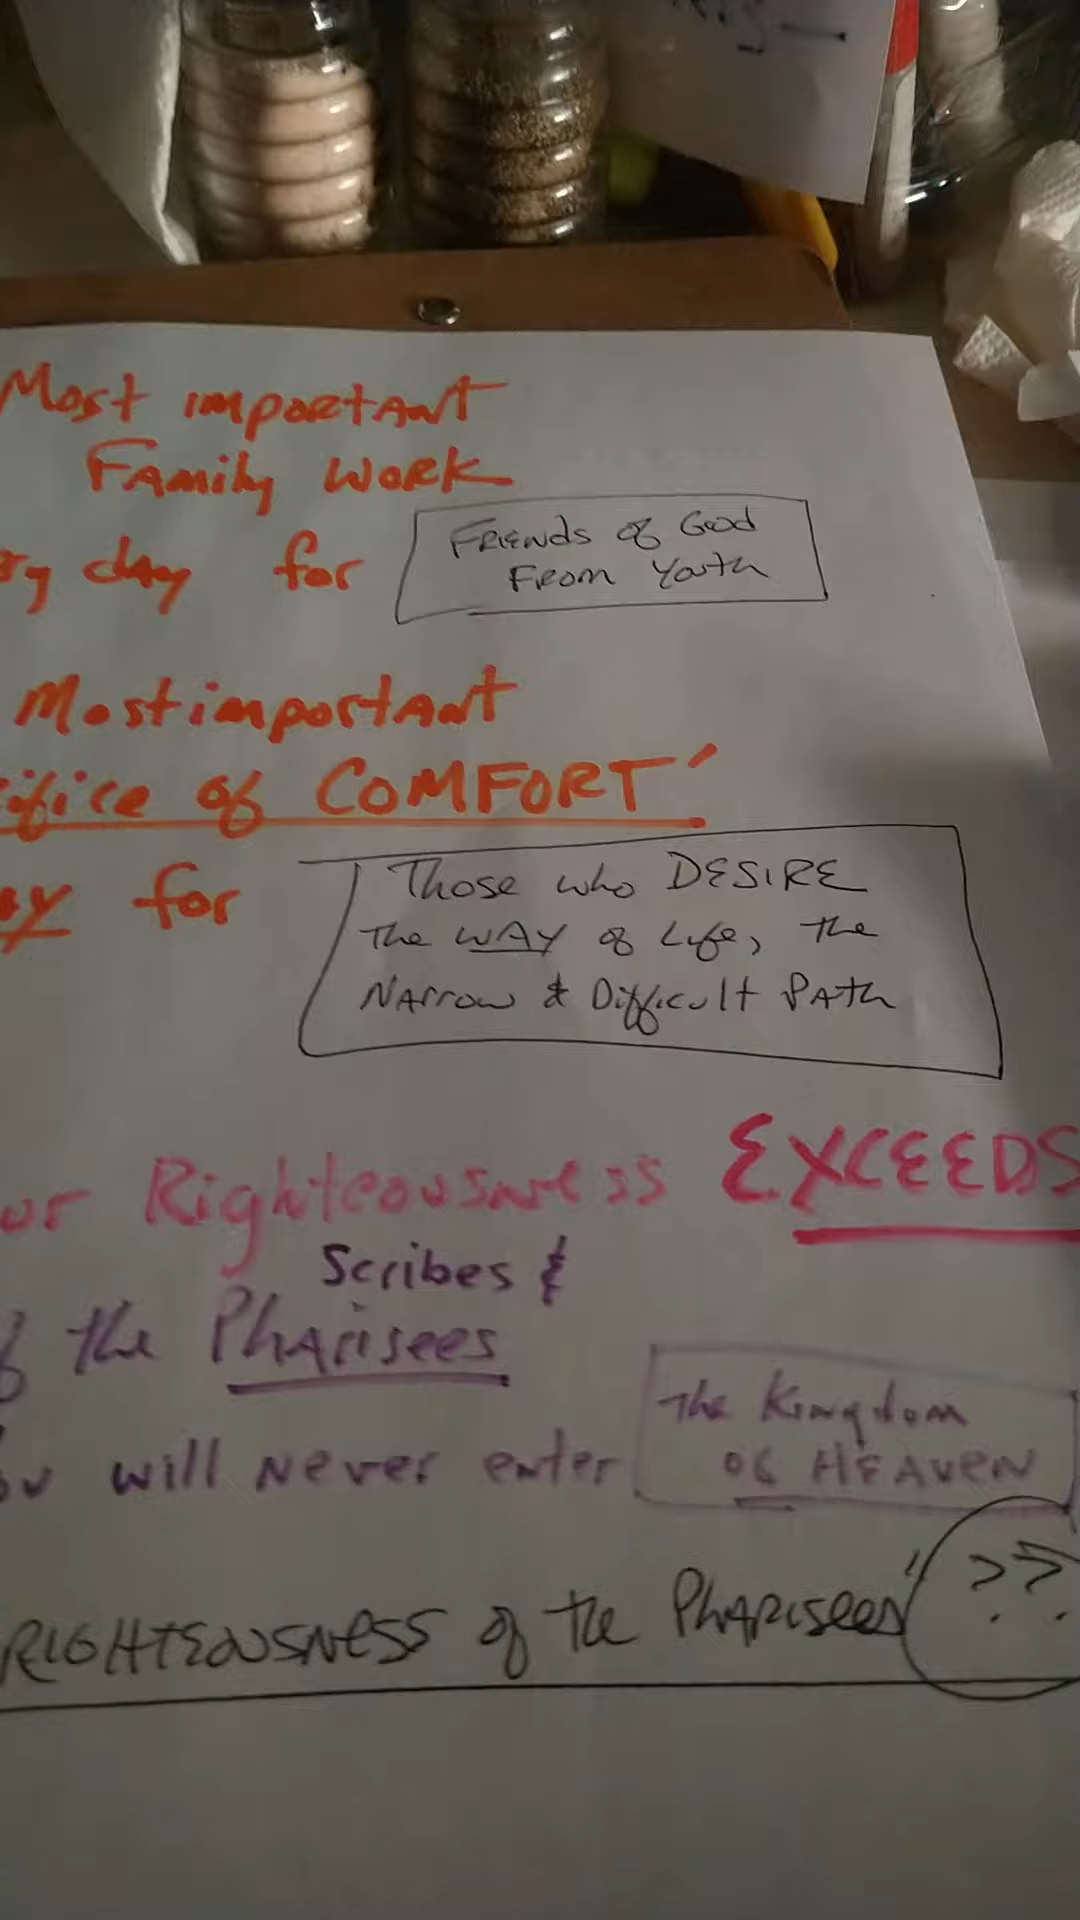 Most important
Family work
day for
Friends of God
From Youth
Most important
of COMFORT'
for
Those who DESIRE
the WAY of Life, the
Narrow & Difficult Path
Righteousness EXCEEDS
Scribes &
the Pharisees
will never enter
The Kingdom
of HEAVEN
RIGHTEOUSNESS of the Pharisees' ??